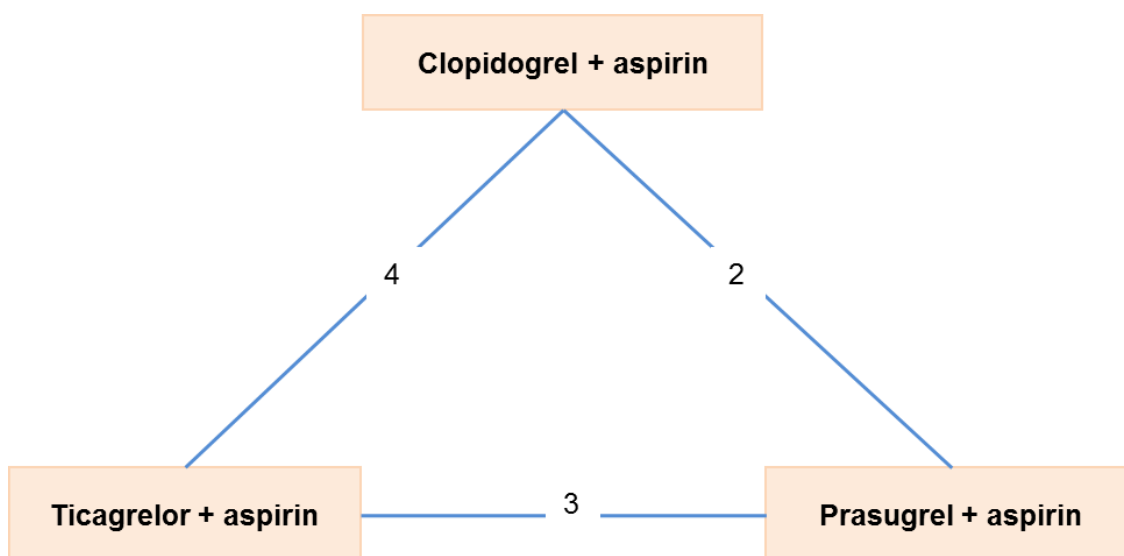 Clopidogrel + aspirin
4
2
Ticagrelor + aspirin
3
Prasugrel + aspirin